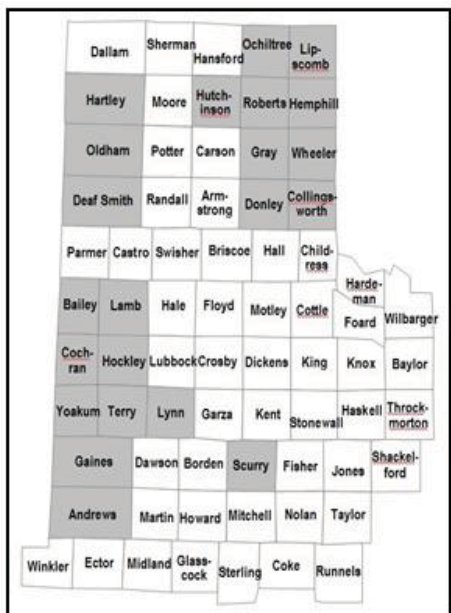 Dallam Sherman Hansford Ochiltree Lip-
scomb
Hartley Moore Hutch-
inson Roberts Hemphill
Oldham Potter Carson Gray Wheeler
Deaf Smith Randall Arm-
strong Donley Collings-
worth
Parmer Castro Swisher Briscoe Hall Child-
ress
Harde-
man
Bailey Lamb Hale Floyd Motley Cottle Foard Wilbarger
Coch-
ran Hockley Lubbock Crosby Dickens King Knox Baylor
Yoakum Terry Lynn Garza Kent Stonewall Haskell Throck-
morton
Gaines Dawson Borden Scurry Fisher Jones Shackel-
ford
Andrews Martin Howard Mitchell Nolan Taylor
Winkler Ector Midland Glass-
cock Sterling Coke Runnels